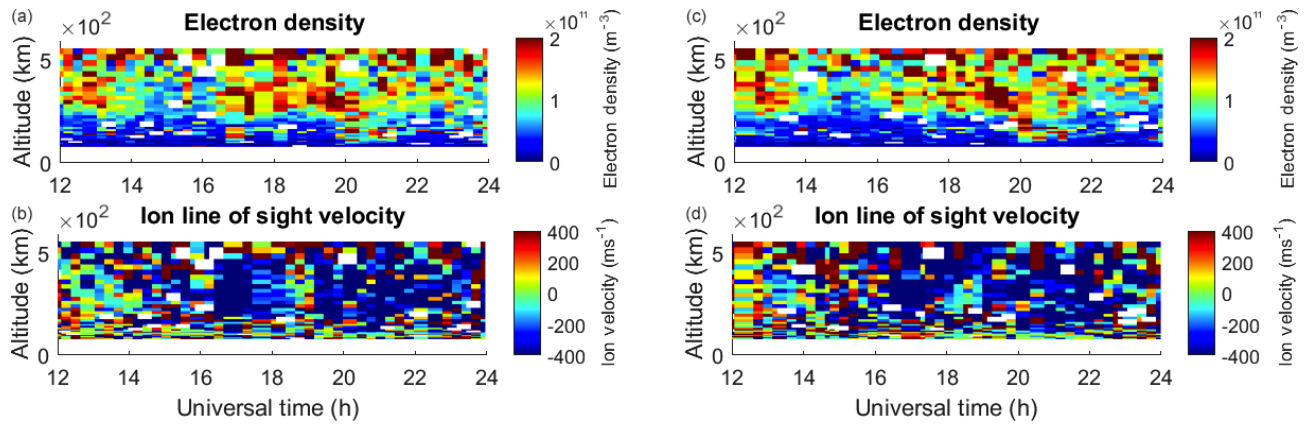 (a)
Electron density
×10²
Altitude (km)
5
0
12 14 16 18 20 22 24
2 ×10¹¹
1
0
Electron density (m⁻³)
(b)
Ion line of sight velocity
×10²
Altitude (km)
5
0
12 14 16 18 20 22 24
Universal time (h)
400
200
0
-200
-400
Ion velocity (ms⁻¹)
(c)
Electron density
×10²
Altitude (km)
5
0
12 14 16 18 20 22 24
2 ×10¹¹
1
0
Electron density (m⁻³)
(d)
Ion line of sight velocity
×10²
Altitude (km)
5
0
12 14 16 18 20 22 24
Universal time (h)
400
200
0
-200
-400
Ion velocity (ms⁻¹)